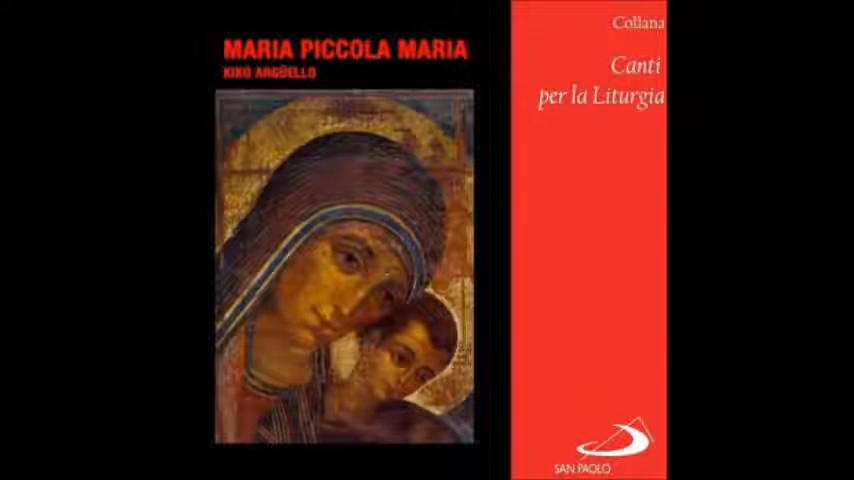 MARIA PICCOLA MARIA
KIKO ARGÜELLO
Collana
Canti
per la Liturgia
SAN PAOLO